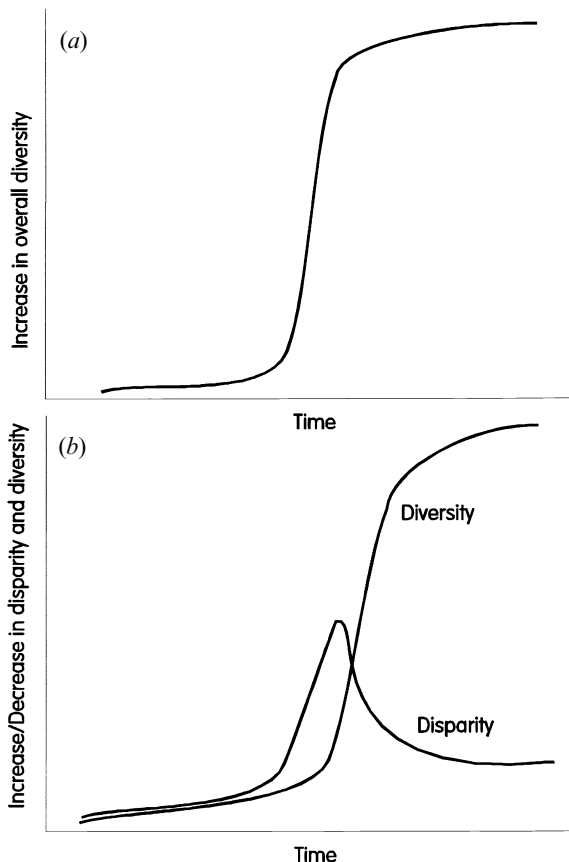 (a)
Increase in overall diversity
Time
(b)
Increase/Decrease in disparity and diversity
Diversity
Disparity
Time